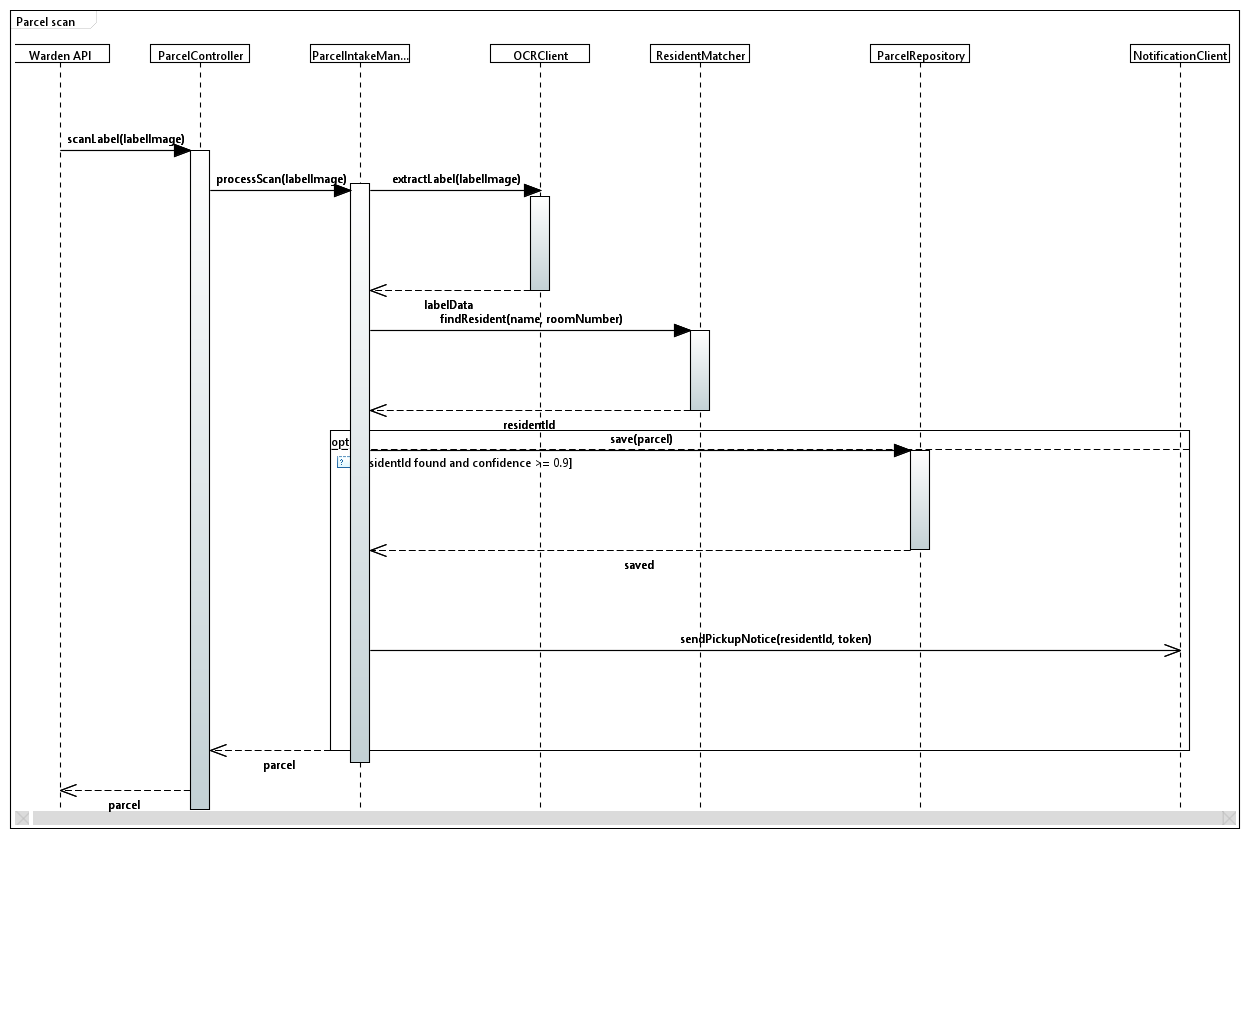 Parcel scan
Warden API
ParcelController
ParcelIntakeMan...
OCRClient
ResidentMatcher
ParcelRepository
NotificationClient
scanLabel(labelImage)
processScan(labelImage)
extractLabel(labelImage)
labelData
findResident(name, roomNumber)
residentId
opt
save(parcel)
sidentId found and confidence >= 0.9]
saved
sendPickupNotice(residentId, token)
parcel
parcel